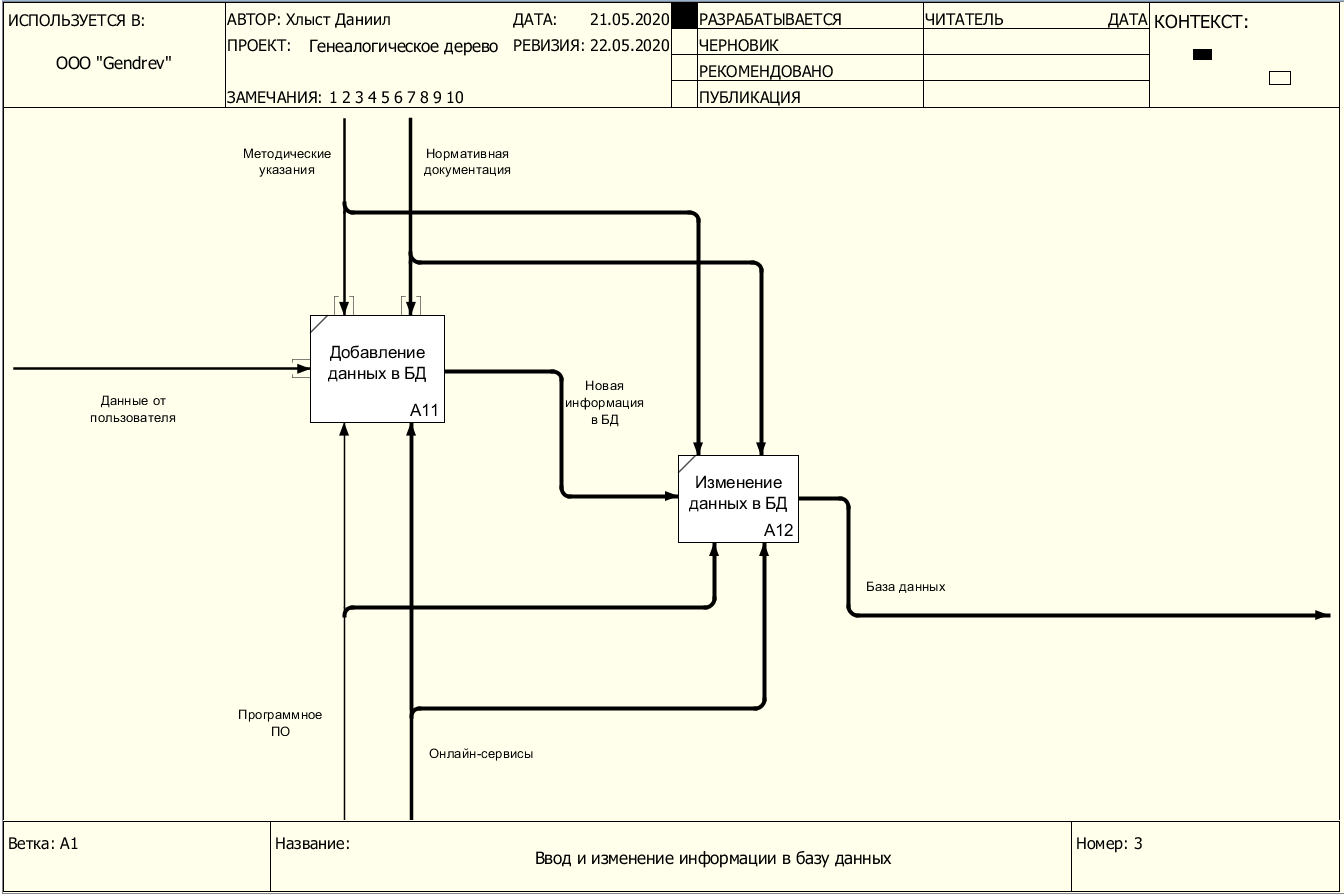 ИСПОЛЬЗУЕТСЯ В:
ООО "Gendrev"
АВТОР: Хлыст Даниил
ДАТА: 21.05.2020
ПРОЕКТ: Генеалогическое дерево
РЕВИЗИЯ: 22.05.2020
ЗАМЕЧАНИЯ: 1 2 3 4 5 6 7 8 9 10
РАЗРАБАТЫВАЕТСЯ
ЧЕРНОВИК
РЕКОМЕНДОВАНО
ПУБЛИКАЦИЯ
ЧИТАТЕЛЬ
ДАТА
КОНТЕКСТ:
Методические
указания
Нормативная
документация
Добавление
данных в БД
A11
Данные от
пользователя
Новая
информация
в БД
Изменение
данных в БД
A12
База данных
Программное
ПО
Онлайн-сервисы
Ветка: A1
Название:
Ввод и изменение информации в базу данных
Номер: 3